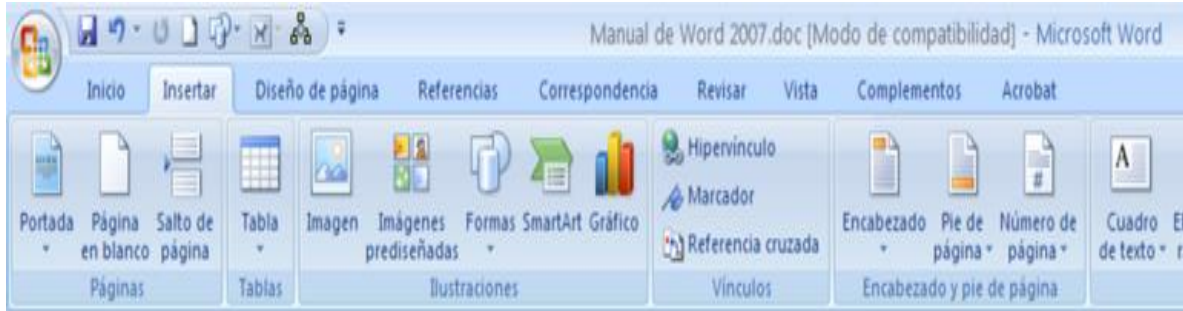 Manual de Word 2007.doc [Modo de compatibilidad] - Microsoft Word
Inicio Insertar Diseño de página Referencias Correspondencia Revisar Vista Complementos Acrobat
Portada
Página en blanco
Salto de página
Páginas
Tabla
Tablas
Imagen
Imágenes prediseñadas
Formas
SmartArt
Gráfico
Ilustraciones
Hipervínculo
Marcador
Referencia cruzada
Vínculos
Encabezado
Pie de página
Número de página
Encabezado y pie de página
A
Cuadro de texto